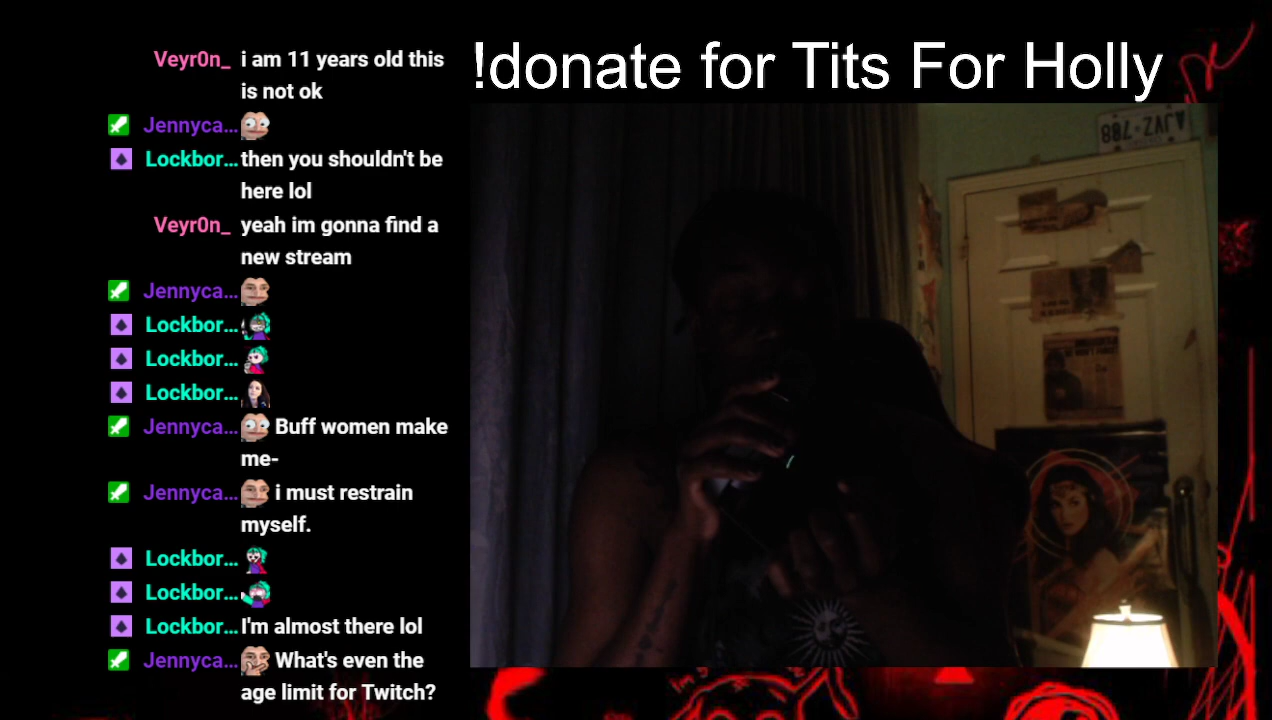 !donate for Tits For Holly
Veyr0n_ i am 11 years old this
is not ok
Jennyca...
Lockbor... then you shouldn't be
here lol
Veyr0n_ yeah im gonna find a
new stream
Jennyca...
Lockbor...
Lockbor...
Lockbor...
Jennyca... Buff women make
me-
Jennyca... i must restrain
myself.
Lockbor...
Lockbor...
Lockbor... I'm almost there lol
Jennyca... What's even the
age limit for Twitch?